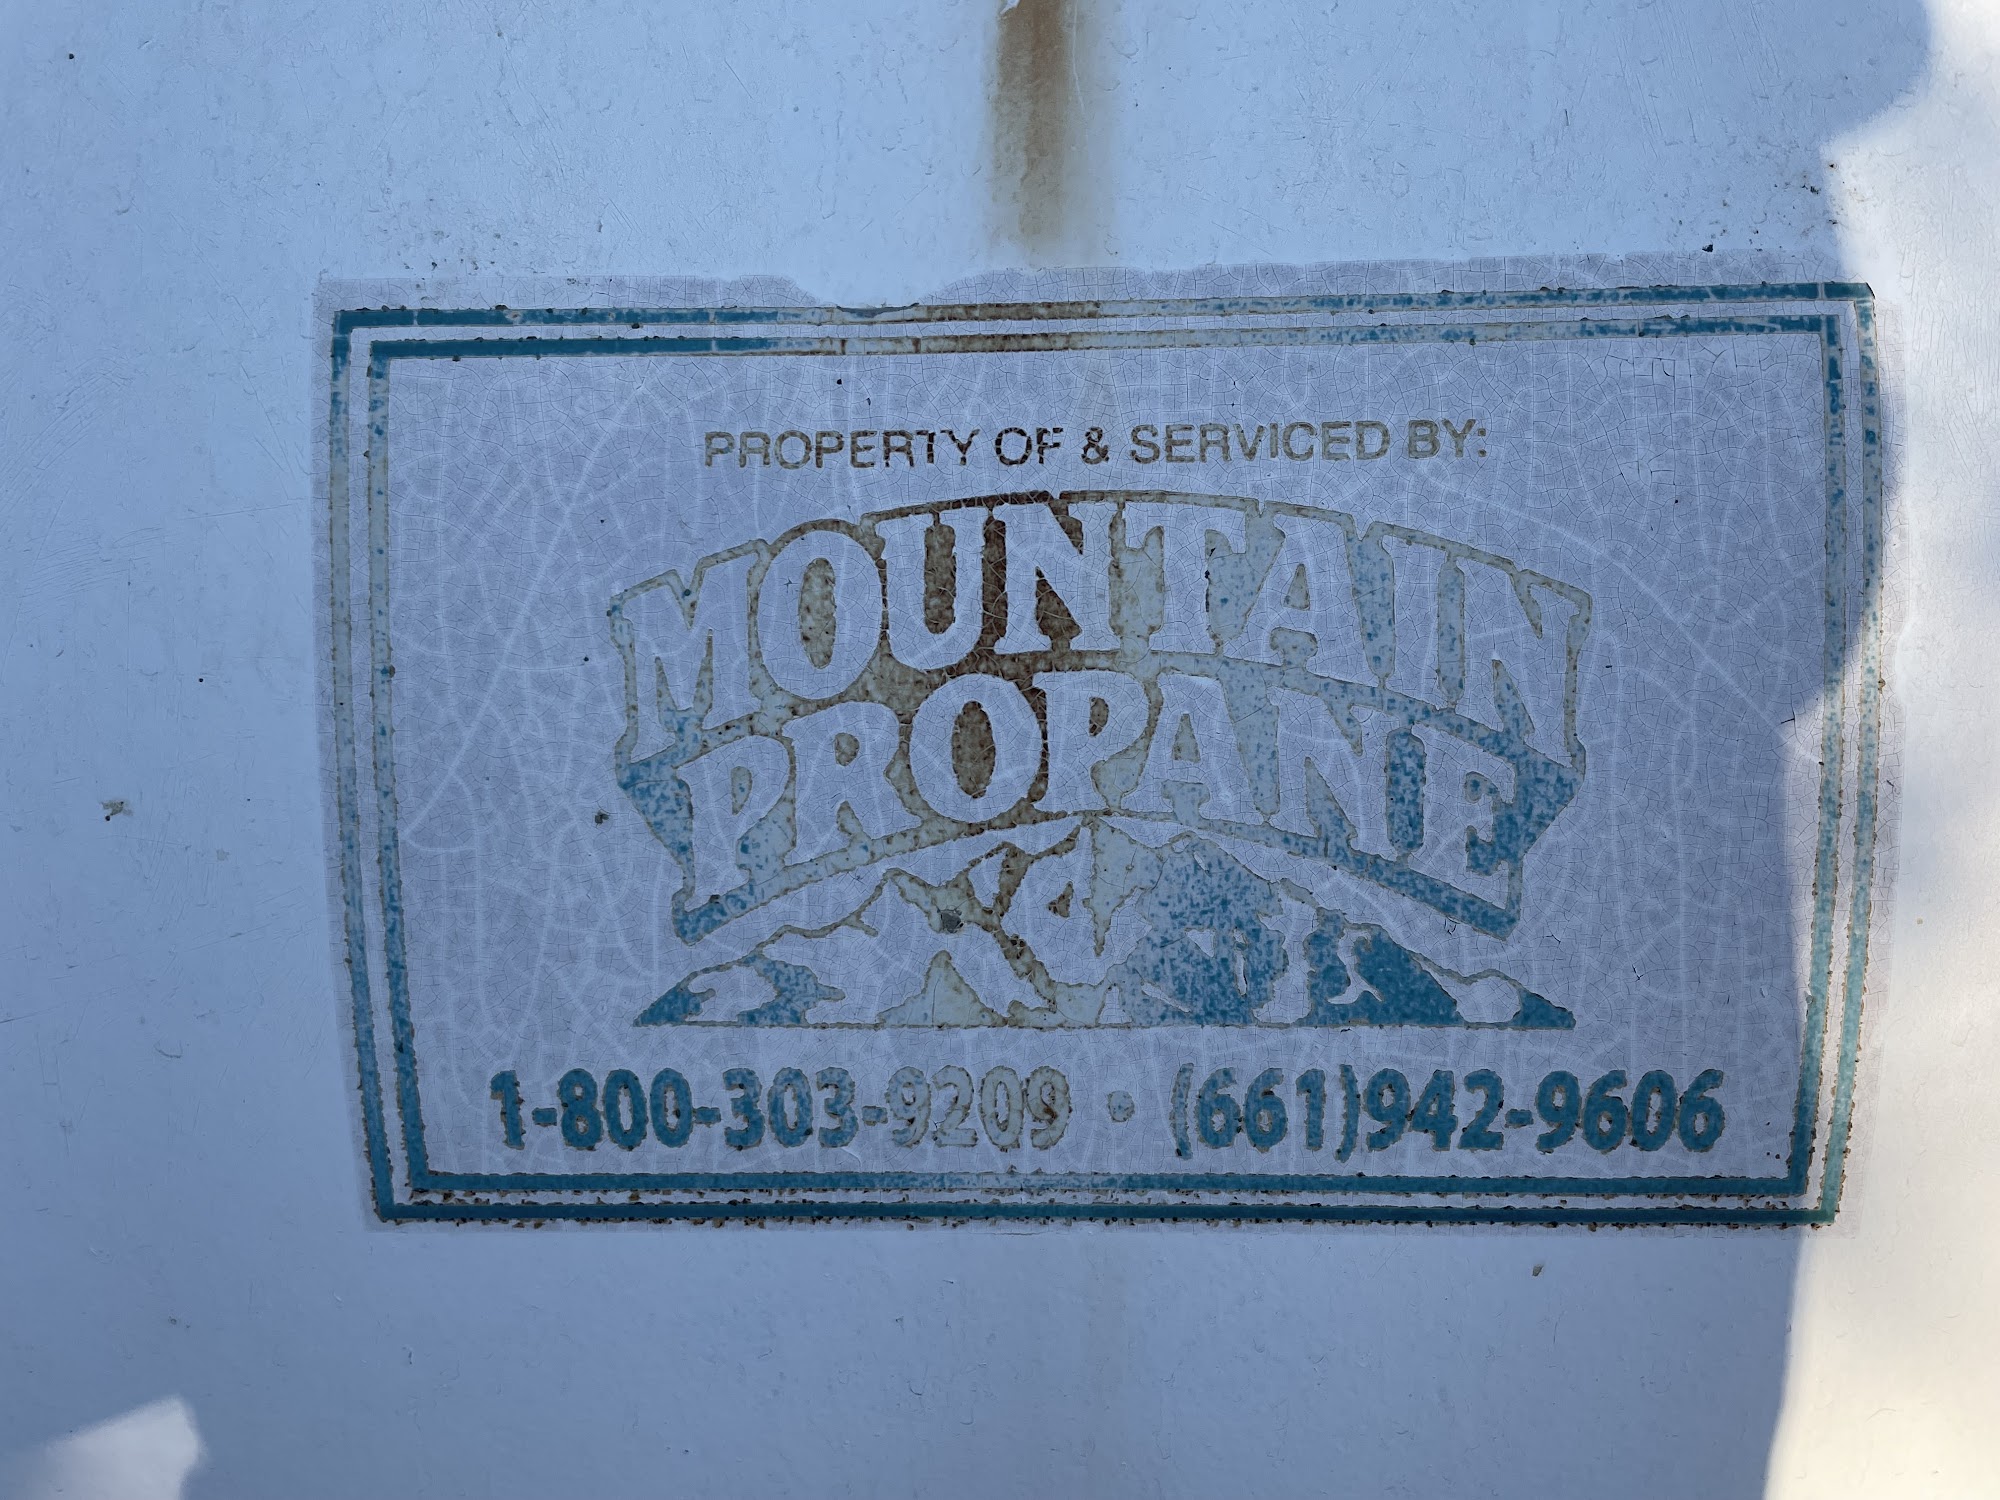 PROPERTY OF & SERVICED BY:
MOUNTAIN
PROPANE
1-800-303-9209 • (661)942-9606